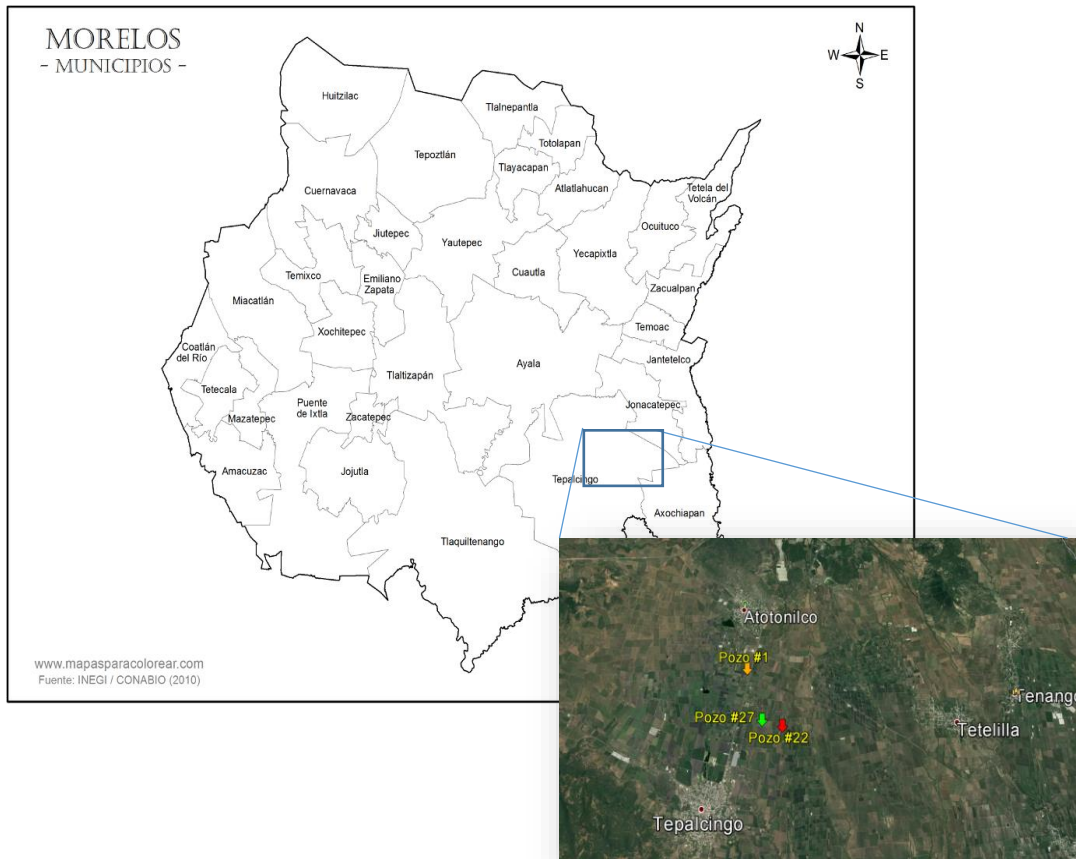 MORELOS
- MUNICIPIOS -
N
W
E
S
Huitzilac
Tlalnepantla
Totolapan
Tepoztlán
Tlayacapan
Atlatlahucan
Tetela del
Volcán
Cuernavaca
Ocuituco
Jiutepec
Yautepec
Yecapixtla
Cuautla
Temixco
Emiliano
Zapata
Zacualpan
Miacatlán
Xochitepec
Temoac
Coatlán
del Río
Ayala
Jantetelco
Tlaltizapán
Tetecala
Puente
de Ixtla
Jonacatepec
Mazatepec
Zacatepec
Amacuzac
Jojutla
Tepalcingo
Axochiapan
Tlaquiltenango
www.mapasparacolorear.com
Fuente: INEGI / CONABIO (2010)
Atotonilco
Pozo #1
Tenango
Pozo #27
Tetelilla
Pozo #22
Tepalcingo